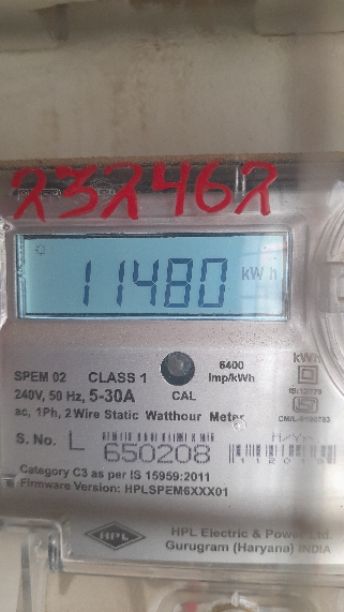 232462
11480 kWh
6400
Imp/kWh
kWh
SPEM 02 CLASS 1
240V, 50 Hz, 5-30A CAL
ac, 1Ph, 2 Wire Static Watthour Meter
S. No. L 650208
Category C3 as per IS 15959:2011
Firmware Version: HPLSPEM6XXX01
HPL
HPL Electric & Power Ltd.
Gurugram (Haryana) INDIA